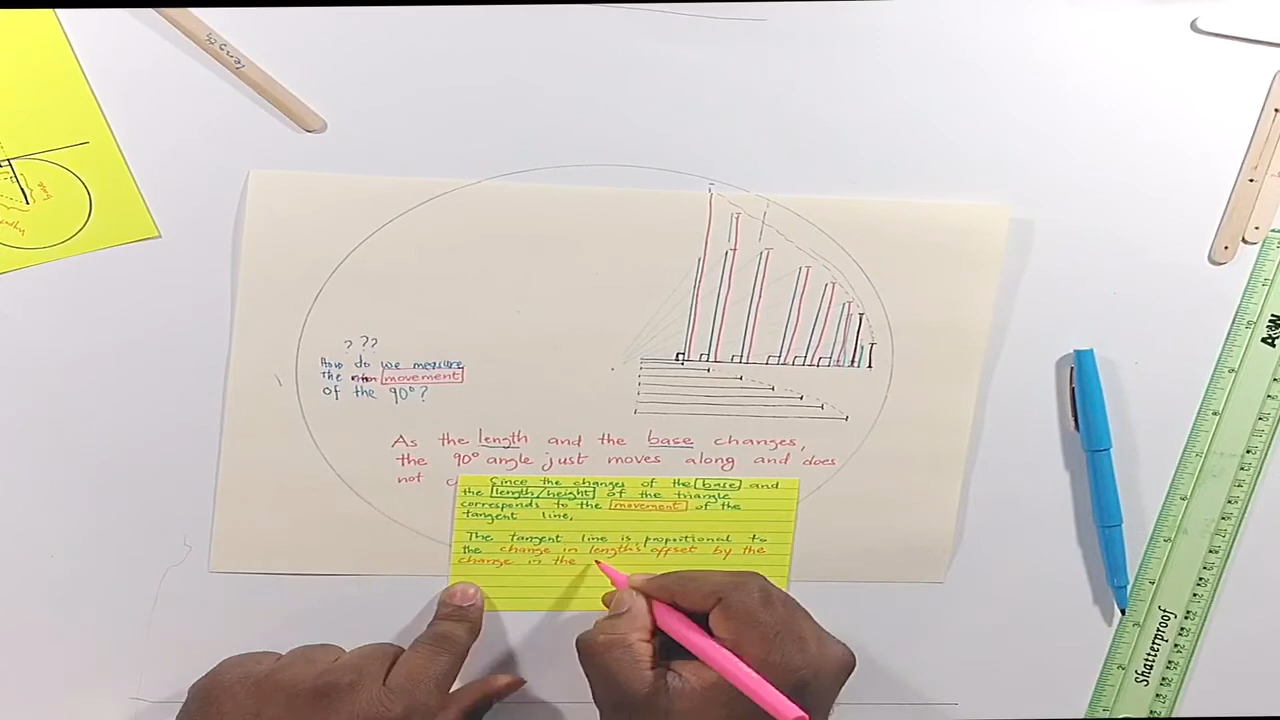 length
base
? ??
How do we measure
the movement
of the 90°?
As the length and the base changes,
the 90° angle just moves along and does
not c
Since the changes of the base and
the length/height of the triangle
corresponds to the movement of the
tangent line,
The tangent line is proportional to
the change in length's offset by the
change in the
Shatterproof